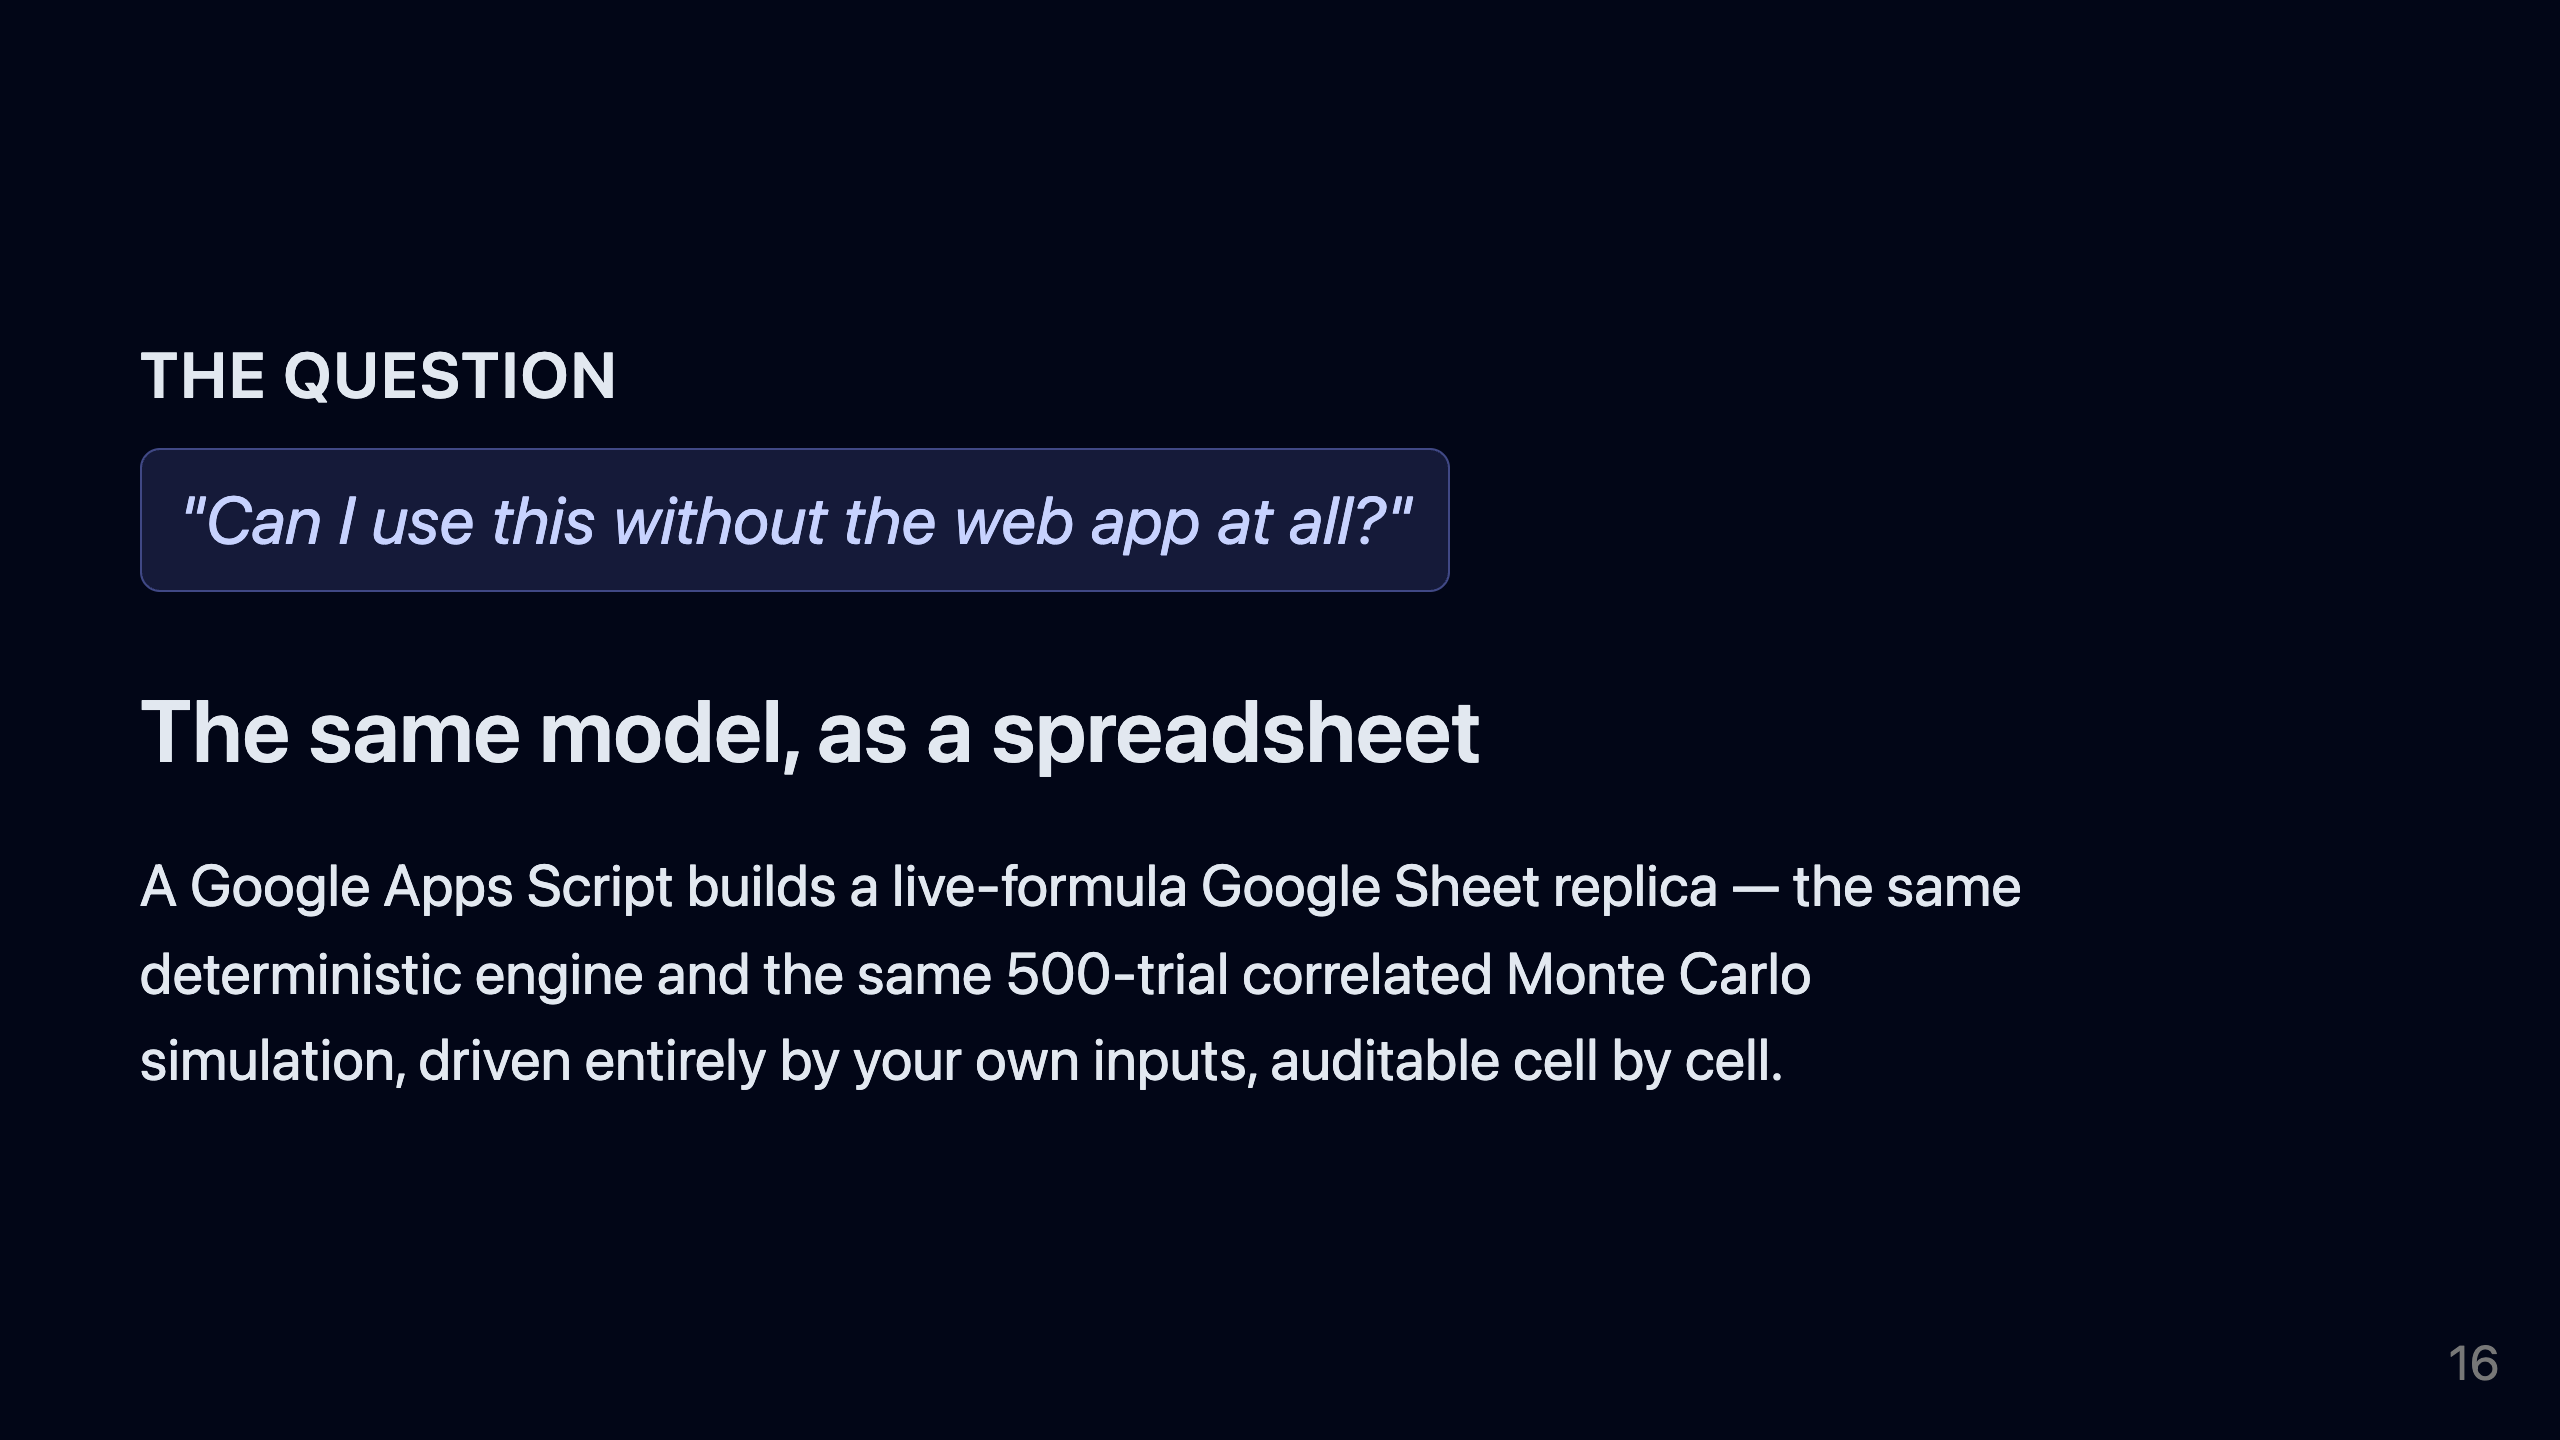 THE QUESTION
"Can I use this without the web app at all?"
The same model, as a spreadsheet
A Google Apps Script builds a live-formula Google Sheet replica — the same
deterministic engine and the same 500-trial correlated Monte Carlo
simulation, driven entirely by your own inputs, auditable cell by cell.
16